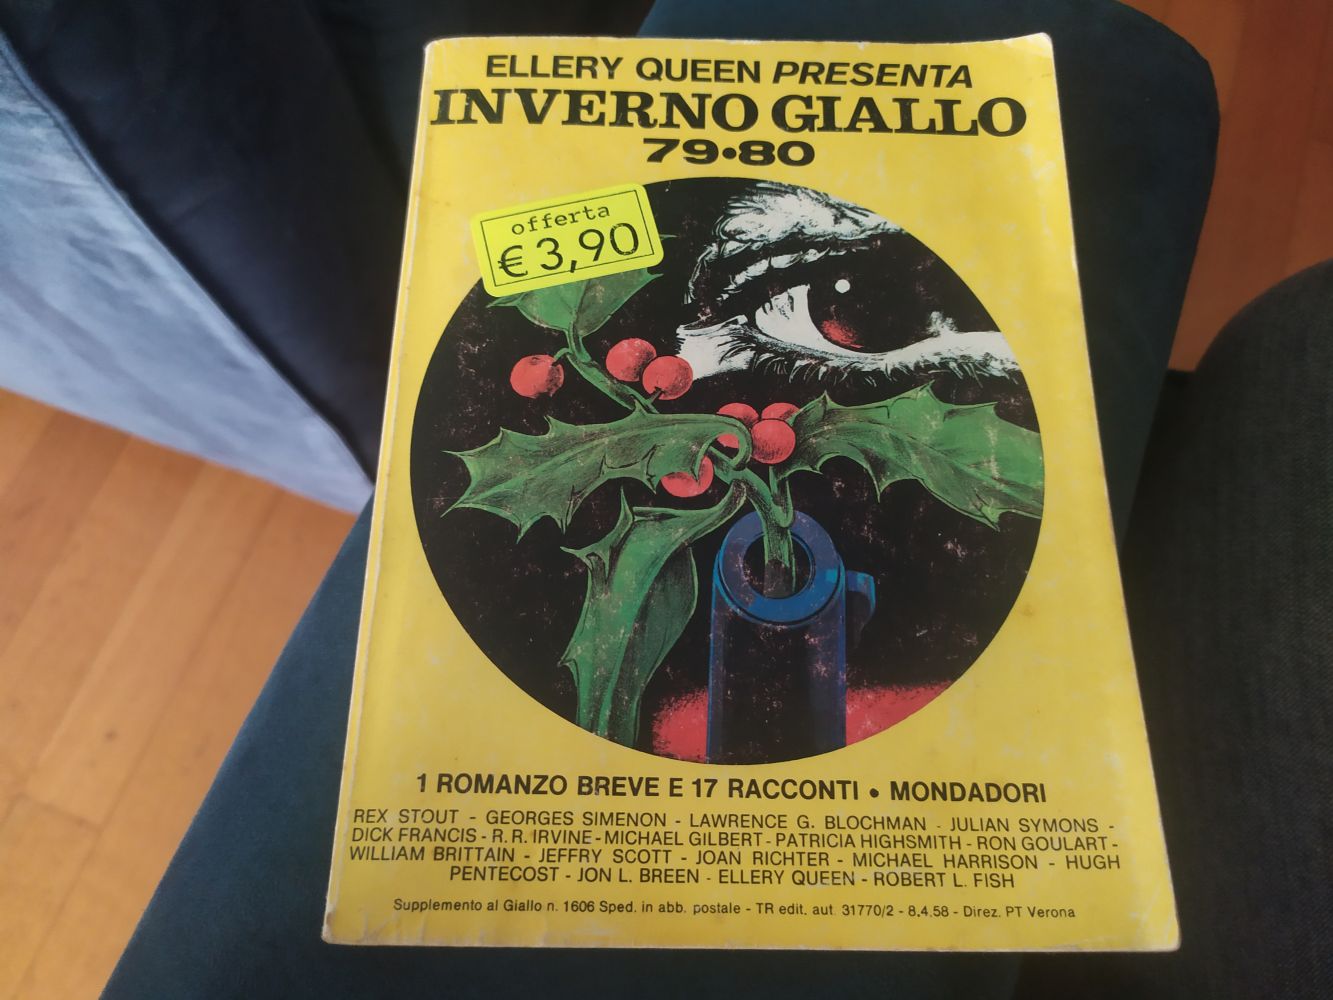 ELLERY QUEEN PRESENTA
INVERNO GIALLO
79•80
offerta
€ 3,90
1 ROMANZO BREVE E 17 RACCONTI • MONDADORI
REX STOUT - GEORGES SIMENON - LAWRENCE G. BLOCHMAN - JULIAN SYMONS -
DICK FRANCIS - R. R. IRVINE - MICHAEL GILBERT - PATRICIA HIGHSMITH - RON GOULART -
WILLIAM BRITTAIN - JEFFRY SCOTT - JOAN RICHTER - MICHAEL HARRISON - HUGH
PENTECOST - JON L. BREEN - ELLERY QUEEN - ROBERT L. FISH
Supplemento al Giallo n. 1606 Sped. in abb. postale - TR edit. aut. 31770/2 - 8.4.58 - Direz. PT Verona